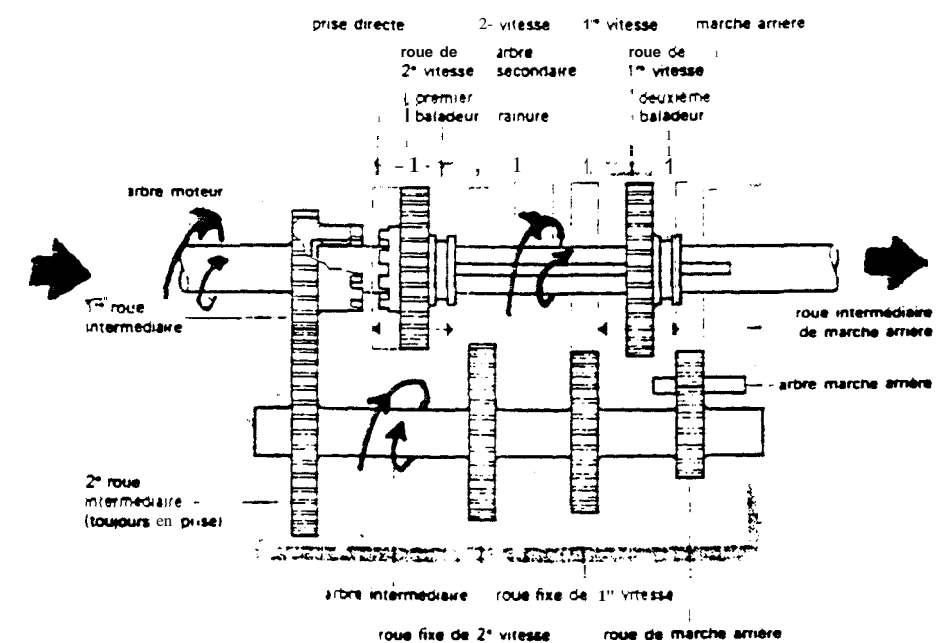 prise directe
2- vitesse
1re vitesse
marche arrière
roue de
2e vitesse
arbre
secondaire
roue de
1re vitesse
premier
baladeur
rainure
deuxième
baladeur
arbre moteur
1re roue
intermédiaire
roue intermédiaire
de marche arrière
arbre marche arrière
2e roue
intermédiaire
(toujours en prise)
arbre intermédiaire
roue fixe de 1re vitesse
roue fixe de 2e vitesse
roue de marche arrière